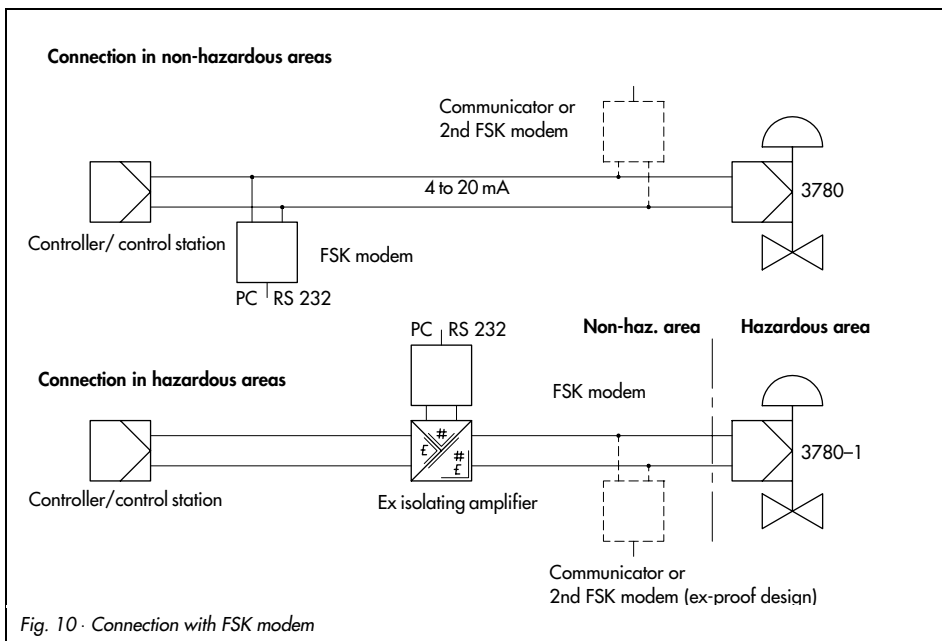 Connection in non-hazardous areas
Communicator or
2nd FSK modem
4 to 20 mA
3780
Controller/ control station
FSK modem
PC RS 232
PC RS 232
Non-haz. area
Hazardous area
Connection in hazardous areas
FSK modem
#
£
#
£
3780–1
Controller/control station
Ex isolating amplifier
Communicator or
2nd FSK modem (ex-proof design)
Fig. 10 · Connection with FSK modem